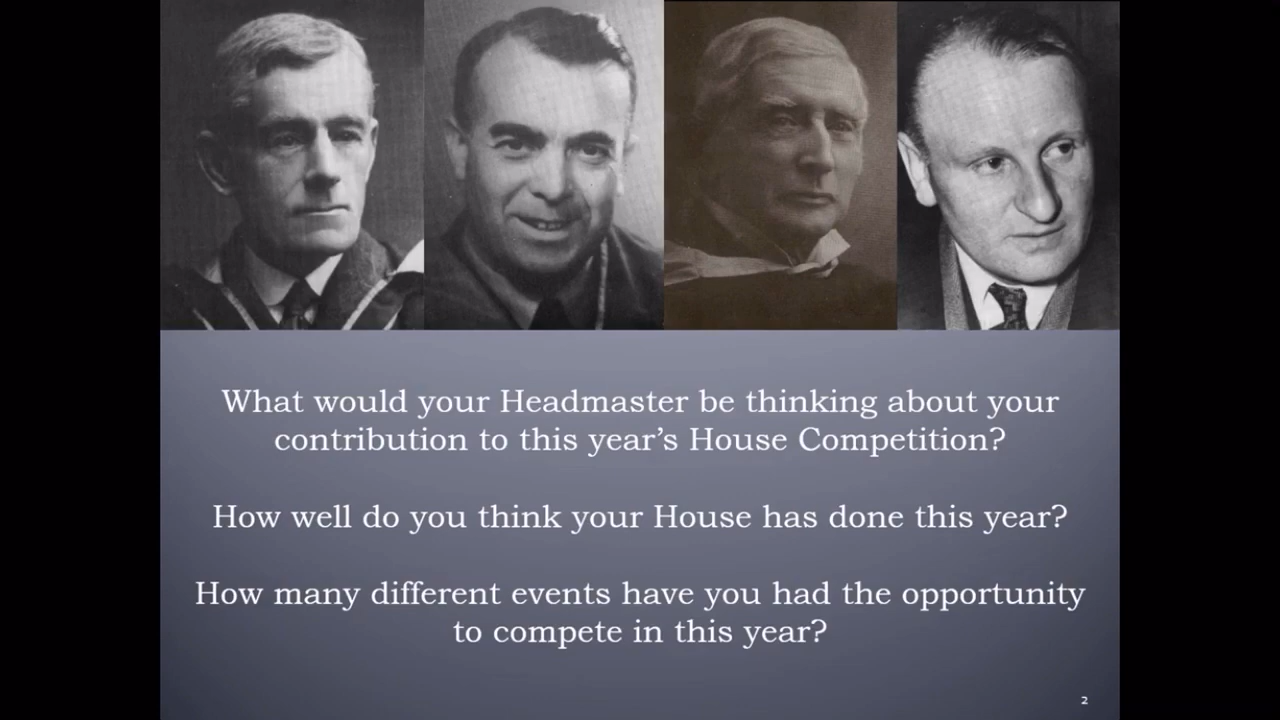 What would your Headmaster be thinking about your
contribution to this year’s House Competition?
How well do you think your House has done this year?
How many different events have you had the opportunity
to compete in this year?
2